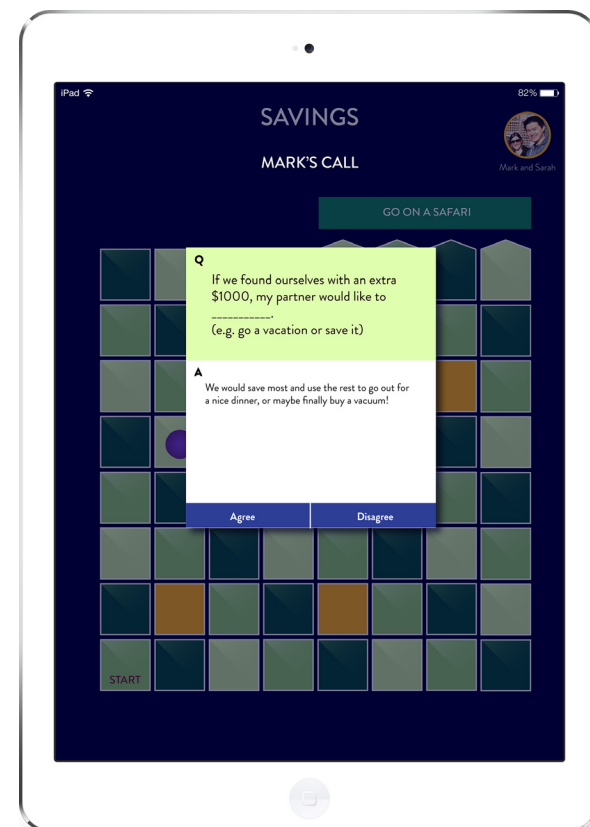 iPad 82%
SAVINGS
MARK'S CALL
Mark and Sarah
GO ON A SAFARI
Q
If we found ourselves with an extra
$1000, my partner would like to
___________.
(e.g. go a vacation or save it)
A
We would save most and use the rest to go out for
a nice dinner, or maybe finally buy a vacuum!
Agree Disagree
START